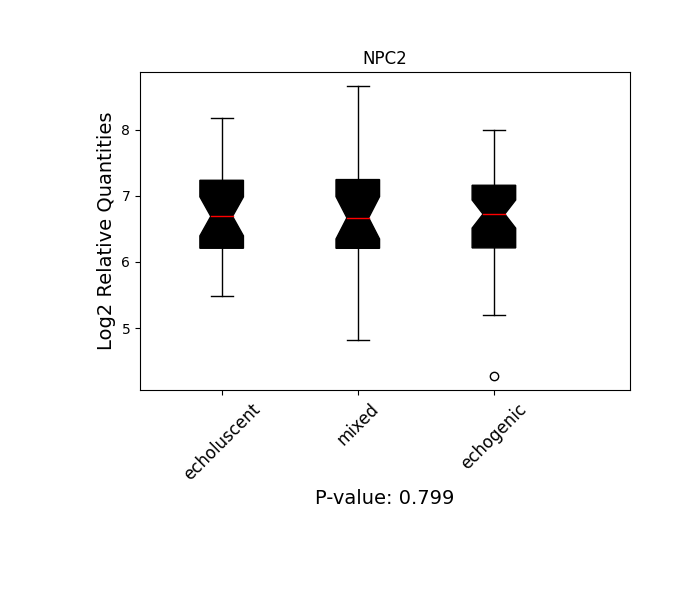 NPC2
Log2 Relative Quantities
8
7
6
5
echoluscent
mixed
echogenic
P-value: 0.799